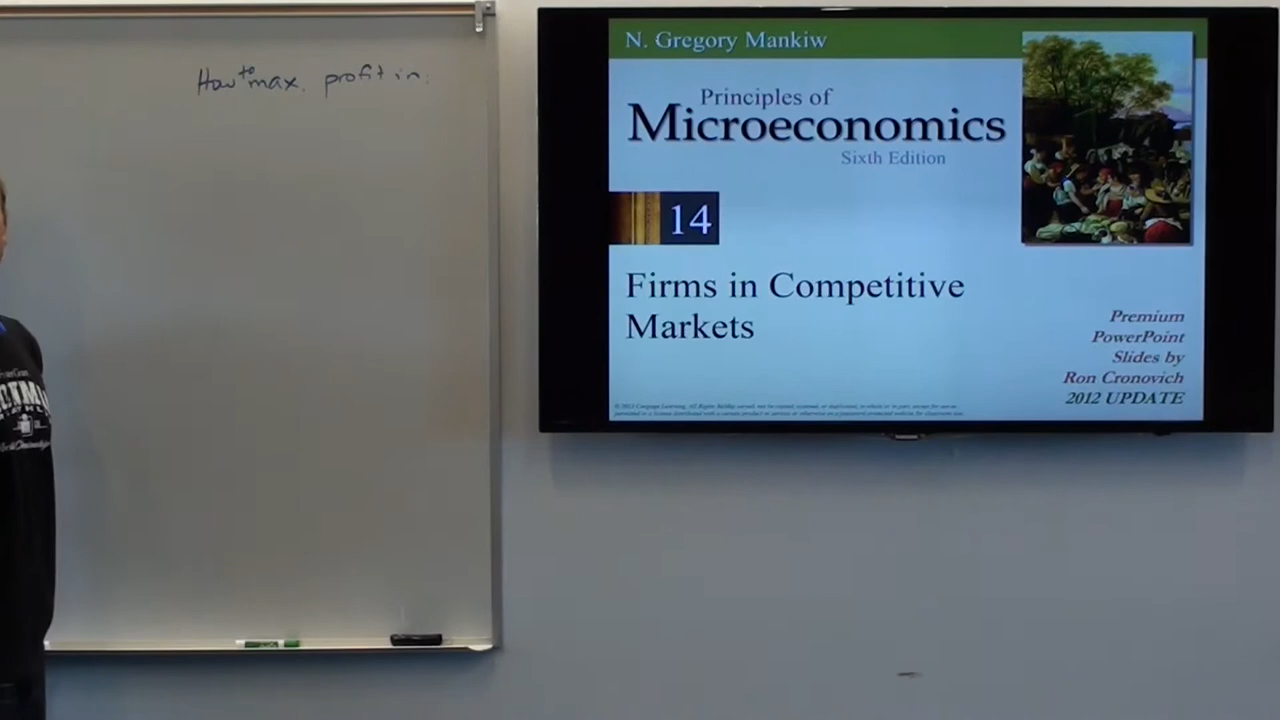 How to max. profit in:
N. Gregory Mankiw
Principles of
Microeconomics
Sixth Edition
14
Firms in Competitive
Markets
Premium
PowerPoint
Slides by
Ron Cronovich
2012 UPDATE